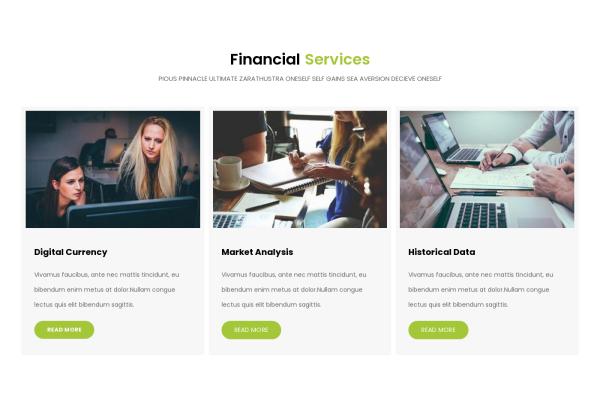 Financial Services
PIOUS PINNACLE ULTIMATE ZARATHUSTRA ONESELF SELF GAINS SEA AVERSION DECIEVE ONESELF
Digital Currency
Vivamus faucibus, ante nec mattis tincidunt, eu
bibendum enim metus at dolor.Nullam congue
lectus quis elit bibendum sagittis.
READ MORE
Market Analysis
Vivamus faucibus, ante nec mattis tincidunt, eu
bibendum enim metus at dolor.Nullam congue
lectus quis elit bibendum sagittis.
READ MORE
Historical Data
Vivamus faucibus, ante nec mattis tincidunt, eu
bibendum enim metus at dolor.Nullam congue
lectus quis elit bibendum sagittis.
READ MORE